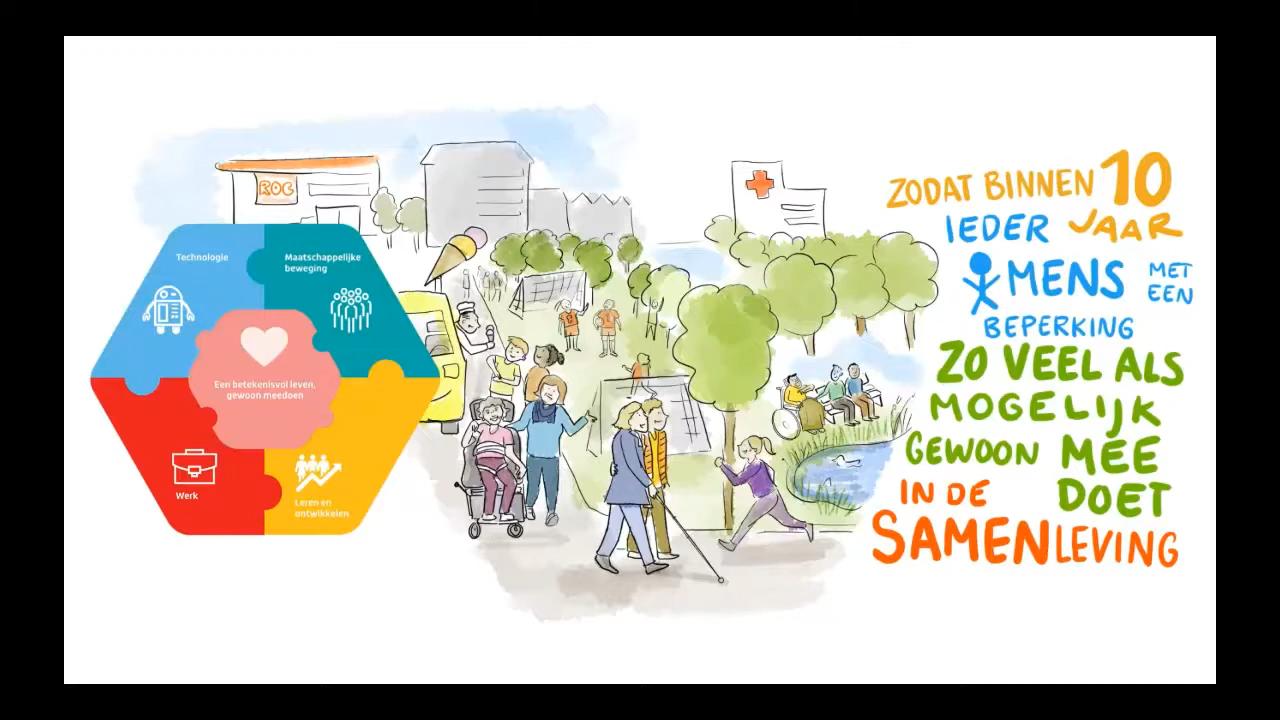 ROC
Technologie
Maatschappelijke
beweging
Een betekenisvol leven,
gewoon meedoen
Werk
Leren en
ontwikkelen
ZODAT BINNEN 10
IEDER JAAR
MENS MET
EEN
BEPERKING
ZO VEEL ALS
MOGELIJK
GEWOON MEE
IN DE DOET
SAMENLEVING